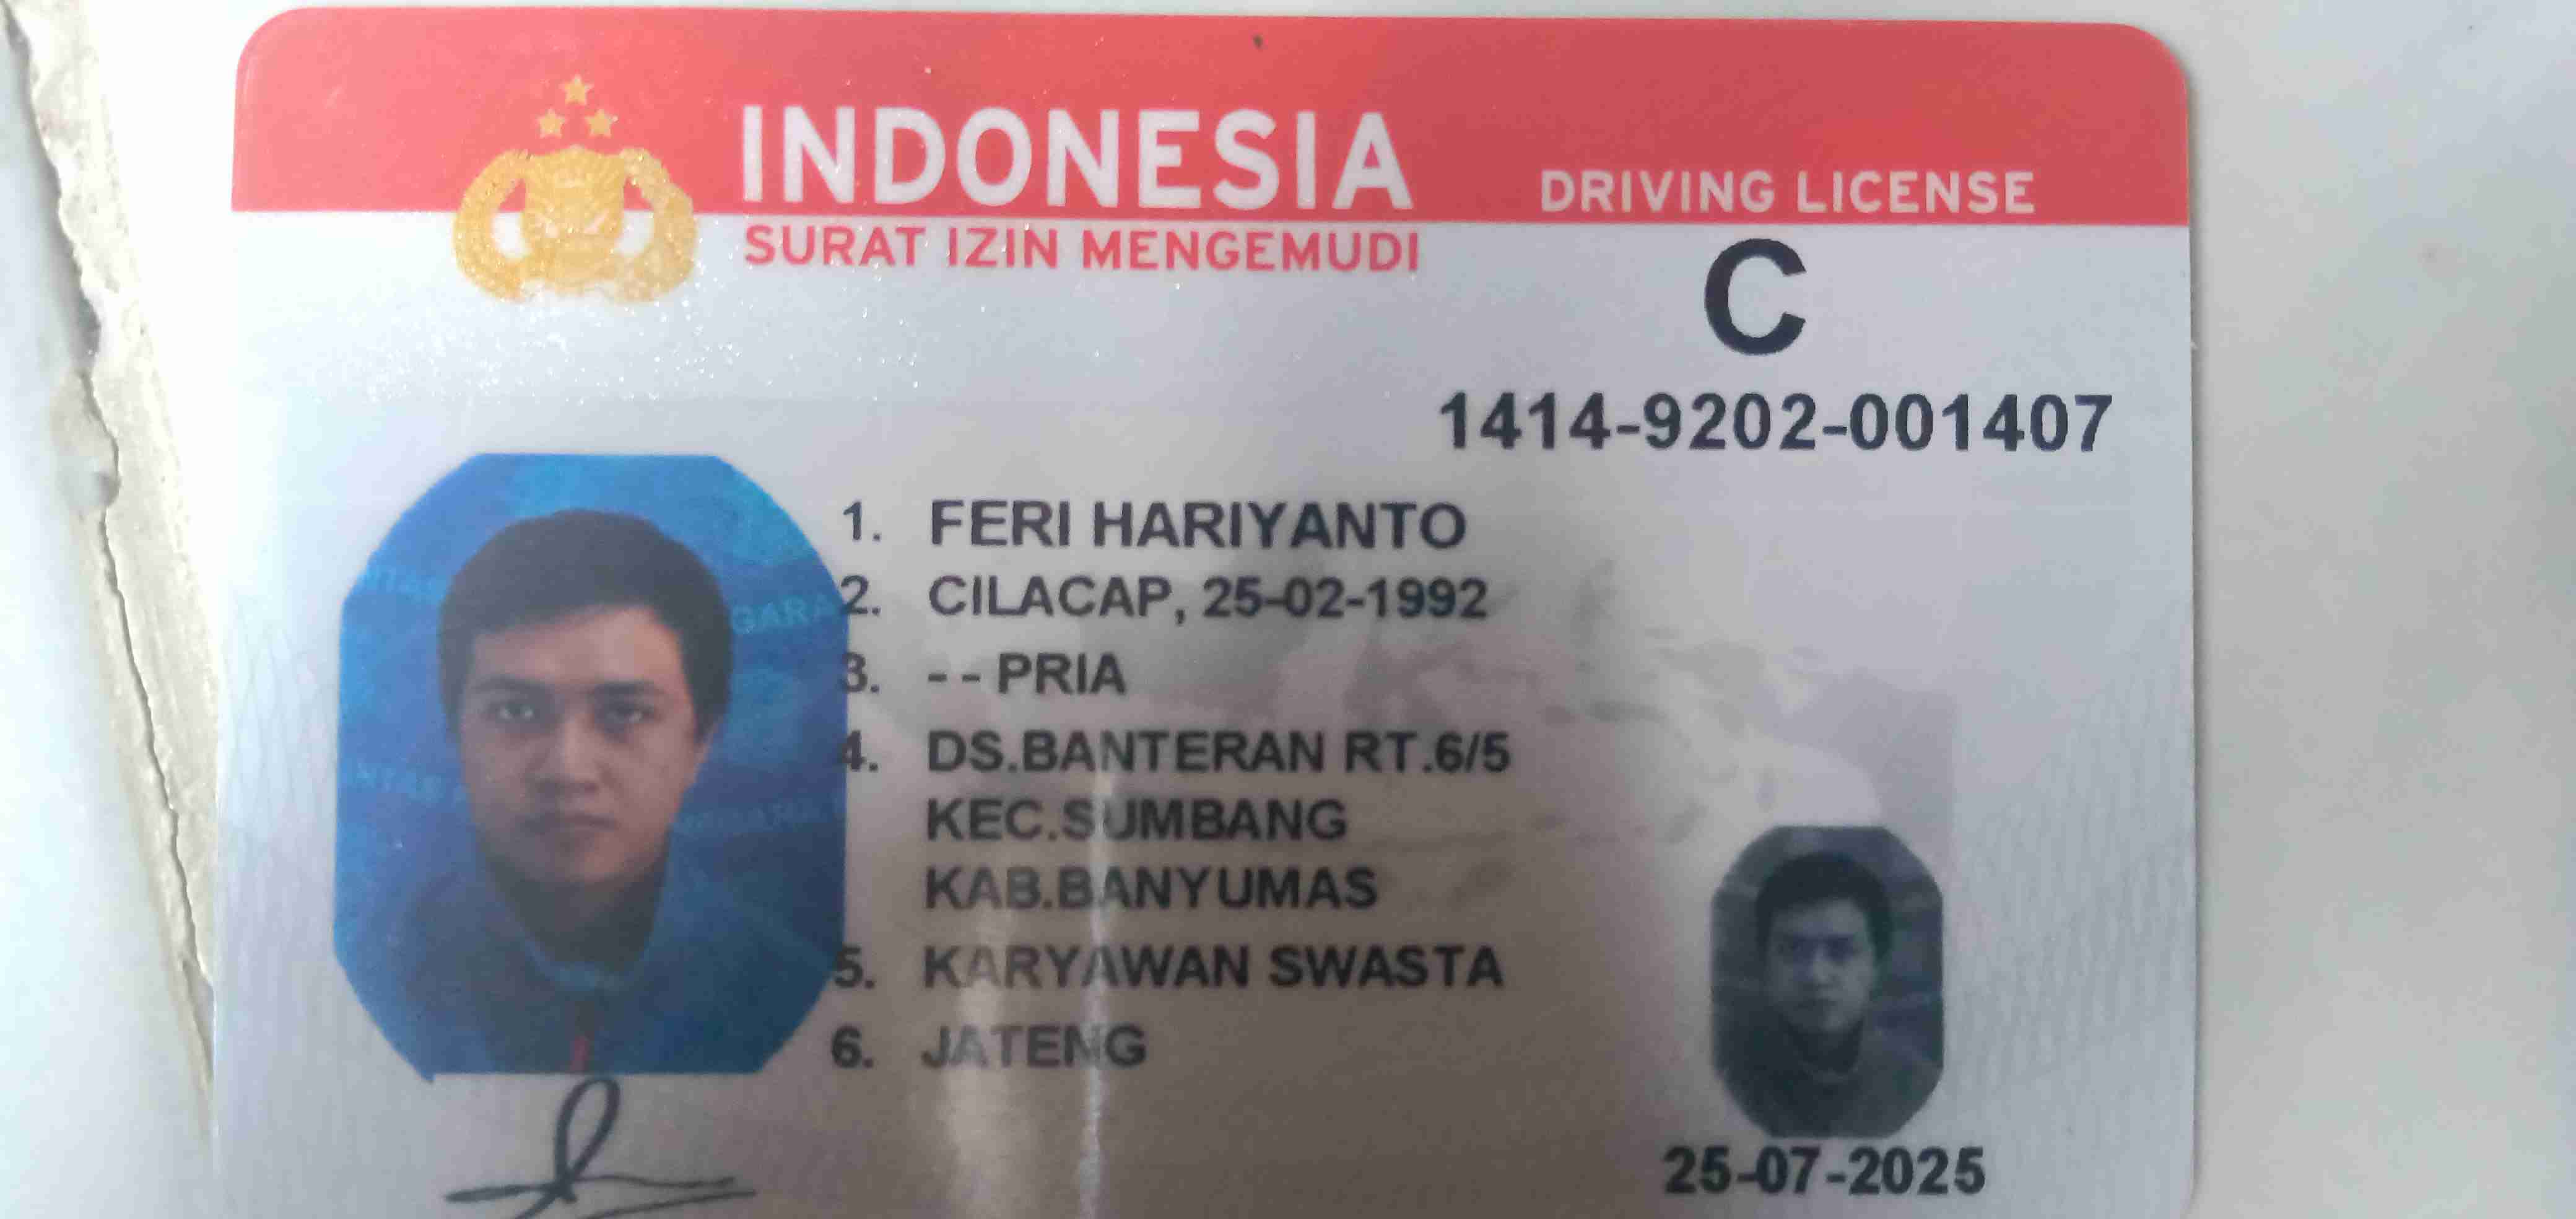 INDONESIA
DRIVING LICENSE
SURAT IZIN MENGEMUDI
C
1414-9202-001407
1. FERI HARIYANTO
2. CILACAP, 25-02-1992
3. - - PRIA
4. DS.BANTERAN RT.6/5
KEC.SUMBANG
KAB.BANYUMAS
5. KARYAWAN SWASTA
6. JATENG
25-07-2025